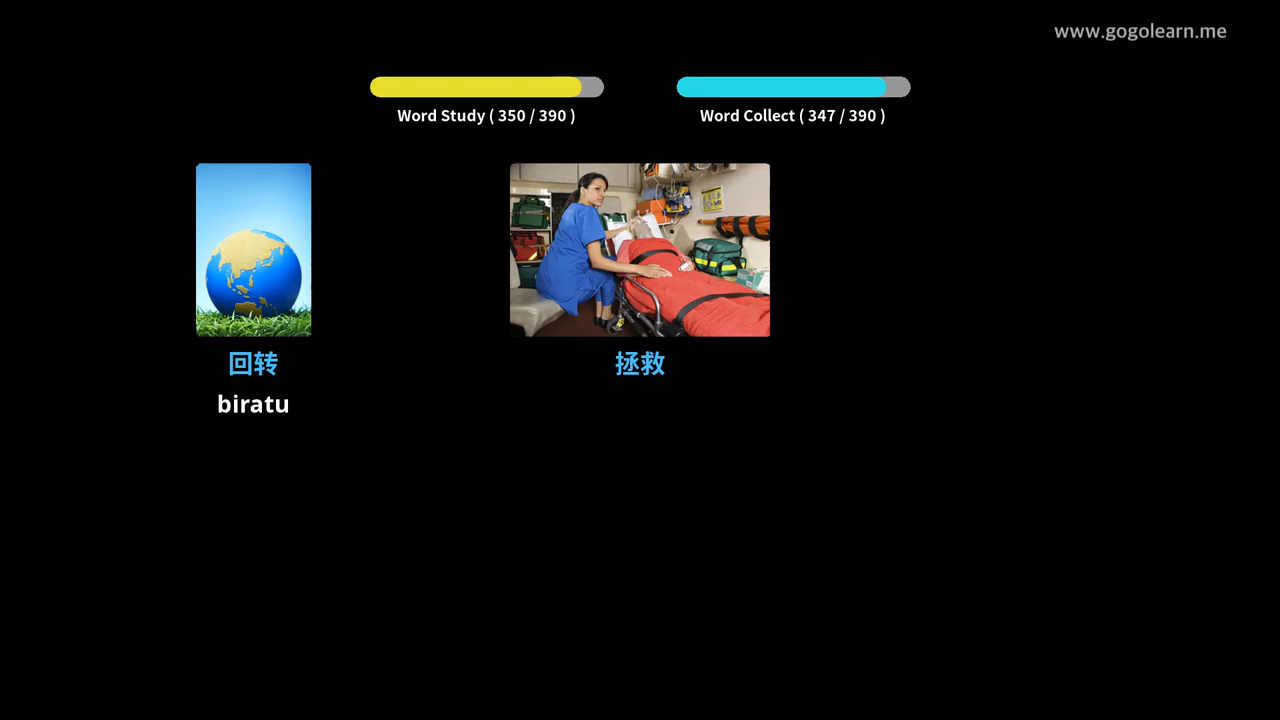 www.gogolearn.me
Word Study ( 350 / 390 )
Word Collect ( 347 / 390 )
回转
拯救
biratu